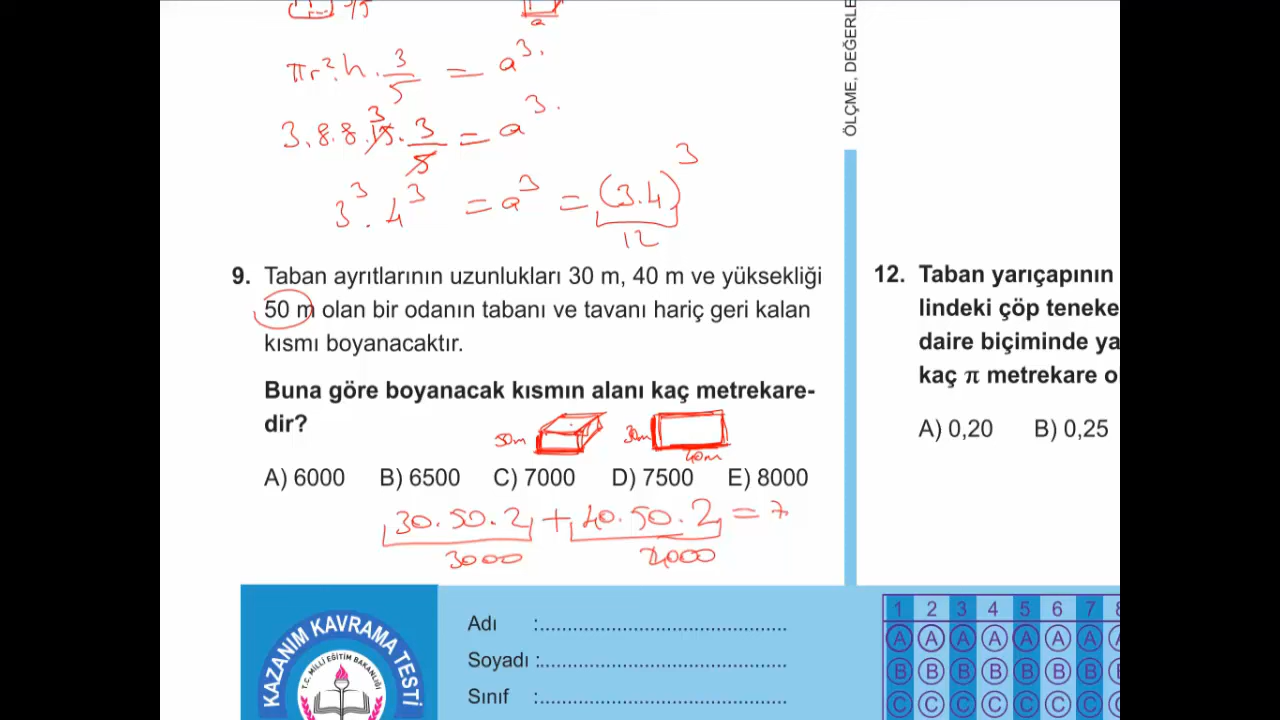 πr².h . 3/5 = a³.
3.8.8.15. 3/5 = a³.
3
3³.4³ = a³ = (3.4)³
12
9. Taban ayrıtlarının uzunlukları 30 m, 40 m ve yüksekliği
50 m olan bir odanın tabanı ve tavanı hariç geri kalan
kısmı boyanacaktır.
Buna göre boyanacak kısmın alanı kaç metrekare-
dir?
50m
30m
40m
A) 6000 B) 6500 C) 7000 D) 7500 E) 8000
30.50.2 + 40.50.2 = 7
3000 4000
ÖLÇME, DEĞERLE
12. Taban yarıçapının
lindeki çöp teneke
daire biçiminde ya
kaç π metrekare o
A) 0,20 B) 0,25
KAZANIM KAVRAMA TESTİ
T.C. MİLLİ EĞİTİM BAKANLIĞI
Adı :
Soyadı :
Sınıf :
1 2 3 4 5 6 7 8
A A A A A A A A
B B B B B B B B
C C C C C C C C